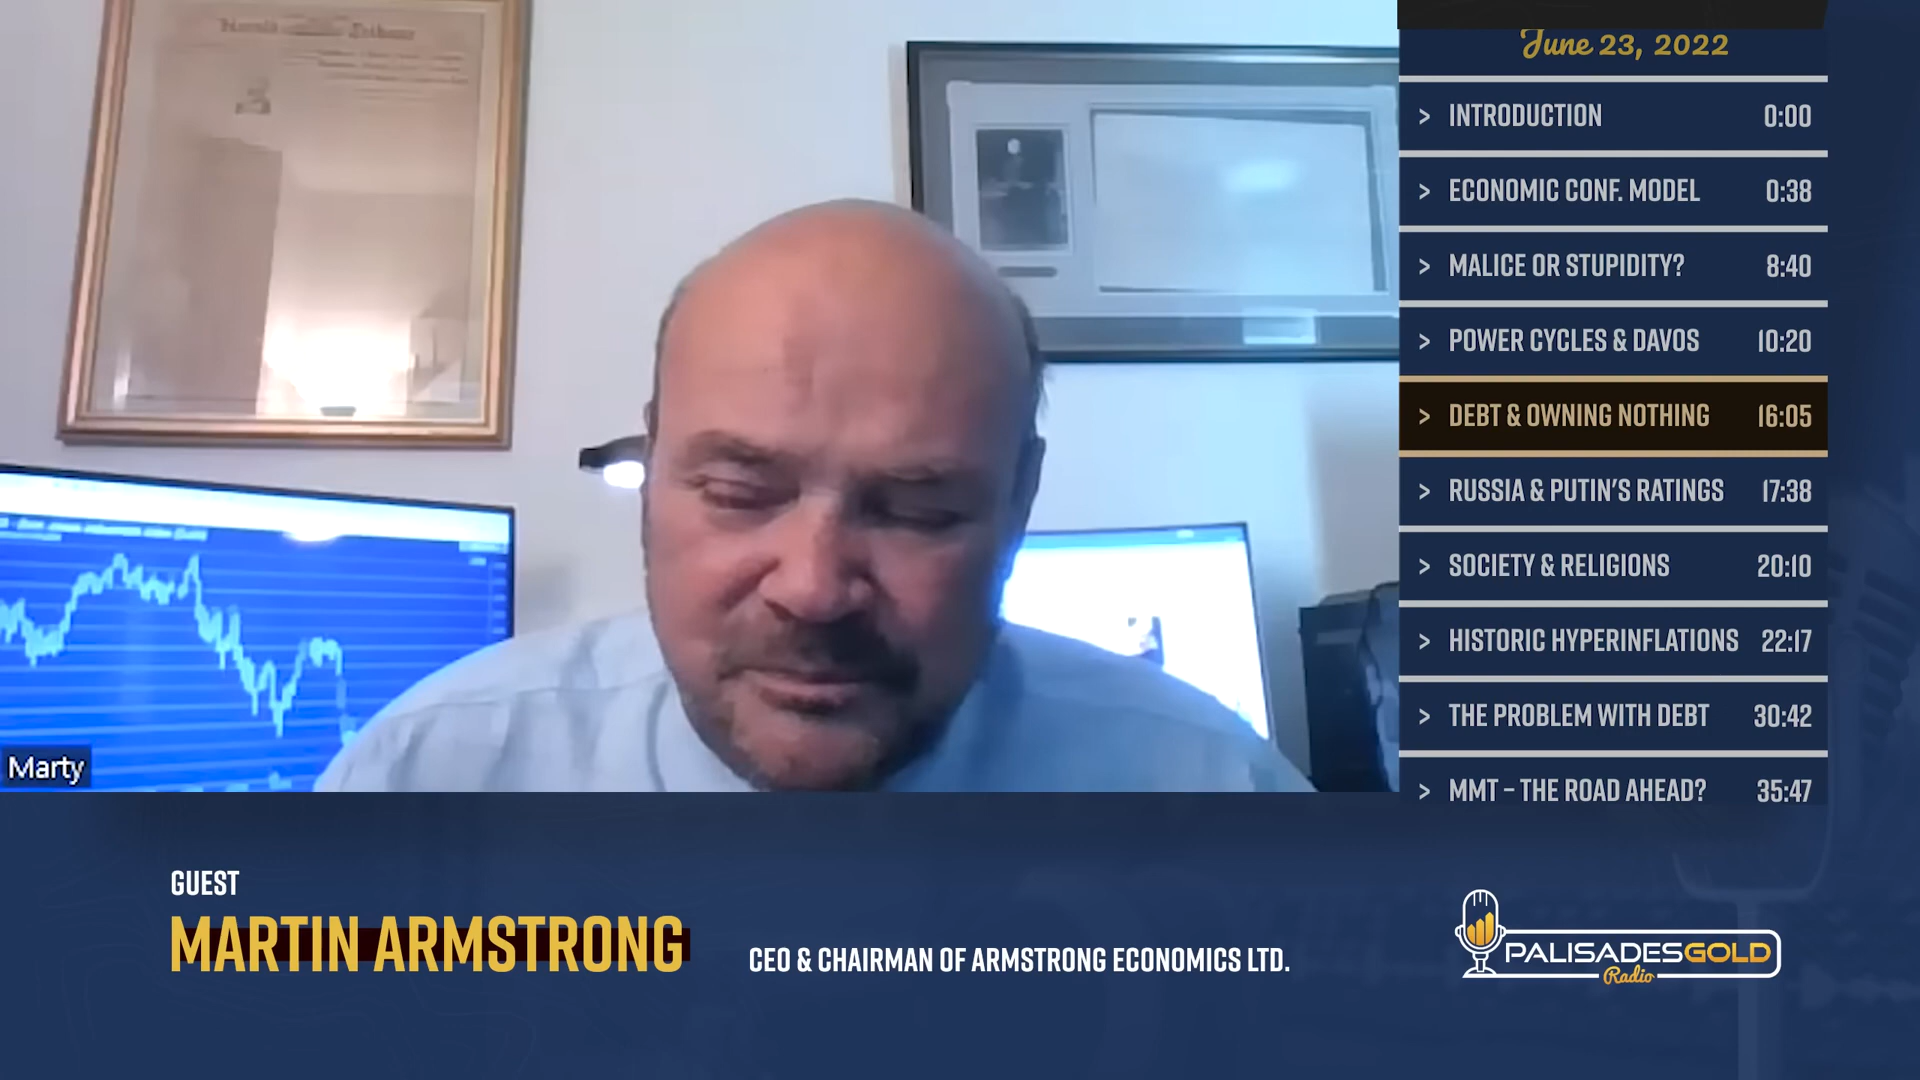 Herald Tribune
Marty
June 23, 2022
> INTRODUCTION 0:00
> ECONOMIC CONF. MODEL 0:38
> MALICE OR STUPIDITY? 8:40
> POWER CYCLES & DAVOS 10:20
> DEBT & OWNING NOTHING 16:05
> RUSSIA & PUTIN'S RATINGS 17:38
> SOCIETY & RELIGIONS 20:10
> HISTORIC HYPERINFLATIONS 22:17
> THE PROBLEM WITH DEBT 30:42
> MMT – THE ROAD AHEAD? 35:47
GUEST
MARTIN ARMSTRONG
CEO & CHAIRMAN OF ARMSTRONG ECONOMICS LTD.
PALISADESGOLD
Radio